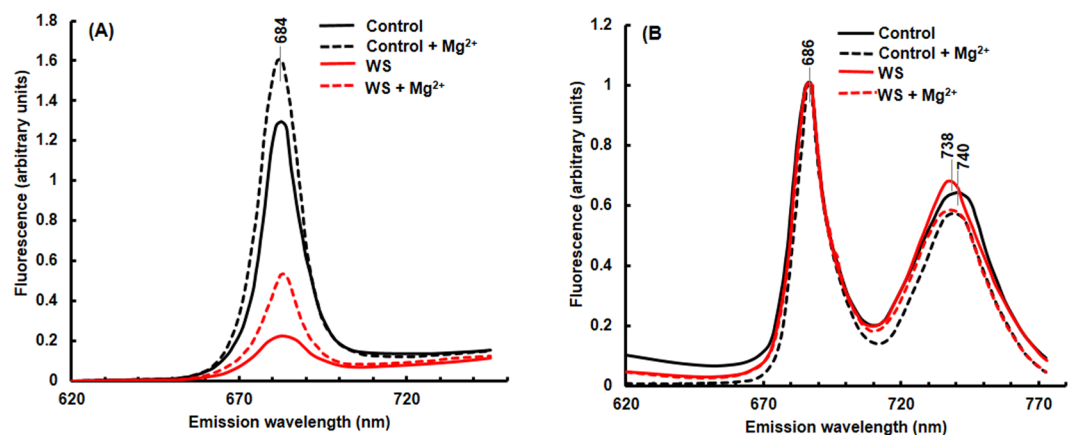 (A)
684
Control
Control + Mg²⁺
WS
WS + Mg²⁺
Fluorescence (arbitrary units)
1.8
1.6
1.4
1.2
1
0.8
0.6
0.4
0.2
0
620
670
720
Emission wavelength (nm)
(B
686
738
740
Control
Control + Mg²⁺
WS
WS + Mg²⁺
Fluorescence (arbitrary units)
1.2
1
0.8
0.6
0.4
0.2
0
620
670
720
770
Emission wavelength (nm)